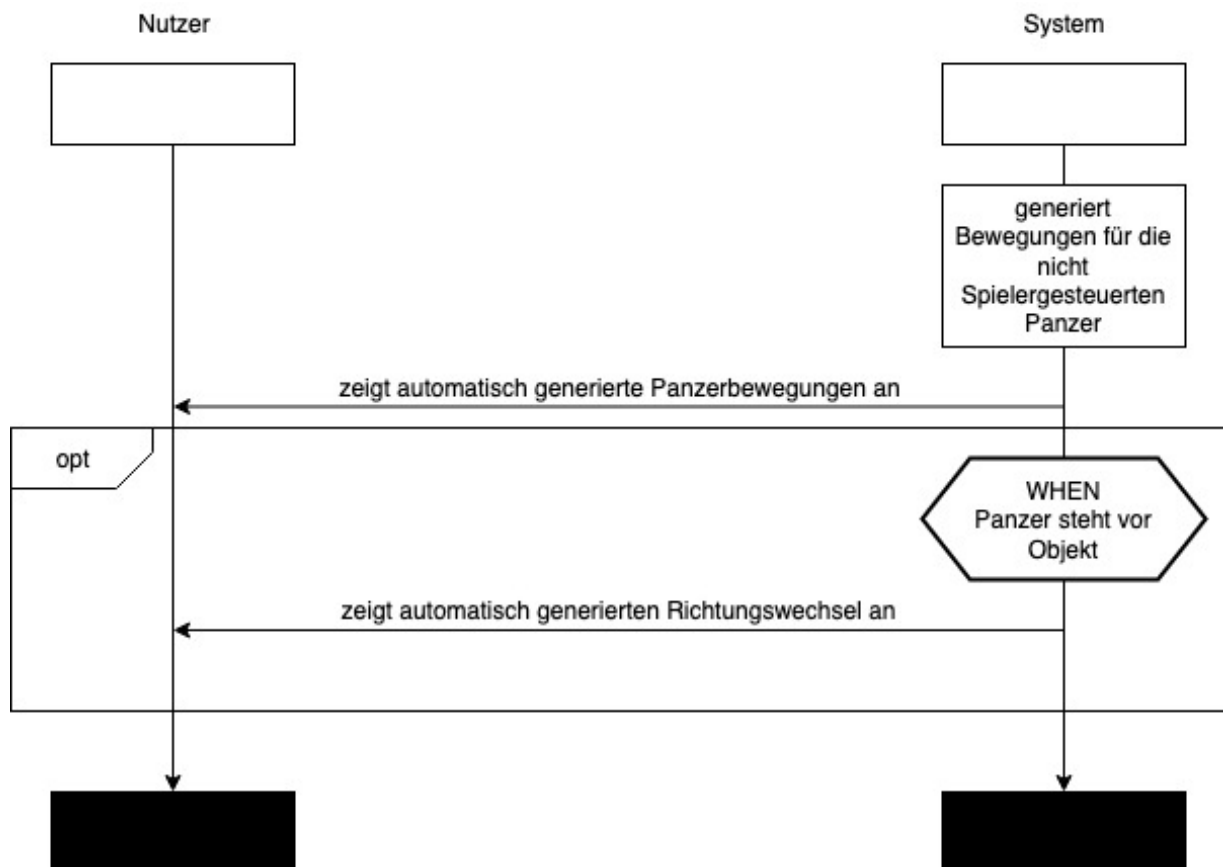 Nutzer
System
generiert
Bewegungen für die
nicht
Spielergesteuerten
Panzer
zeigt automatisch generierte Panzerbewegungen an
opt
WHEN
Panzer steht vor
Objekt
zeigt automatisch generierten Richtungswechsel an